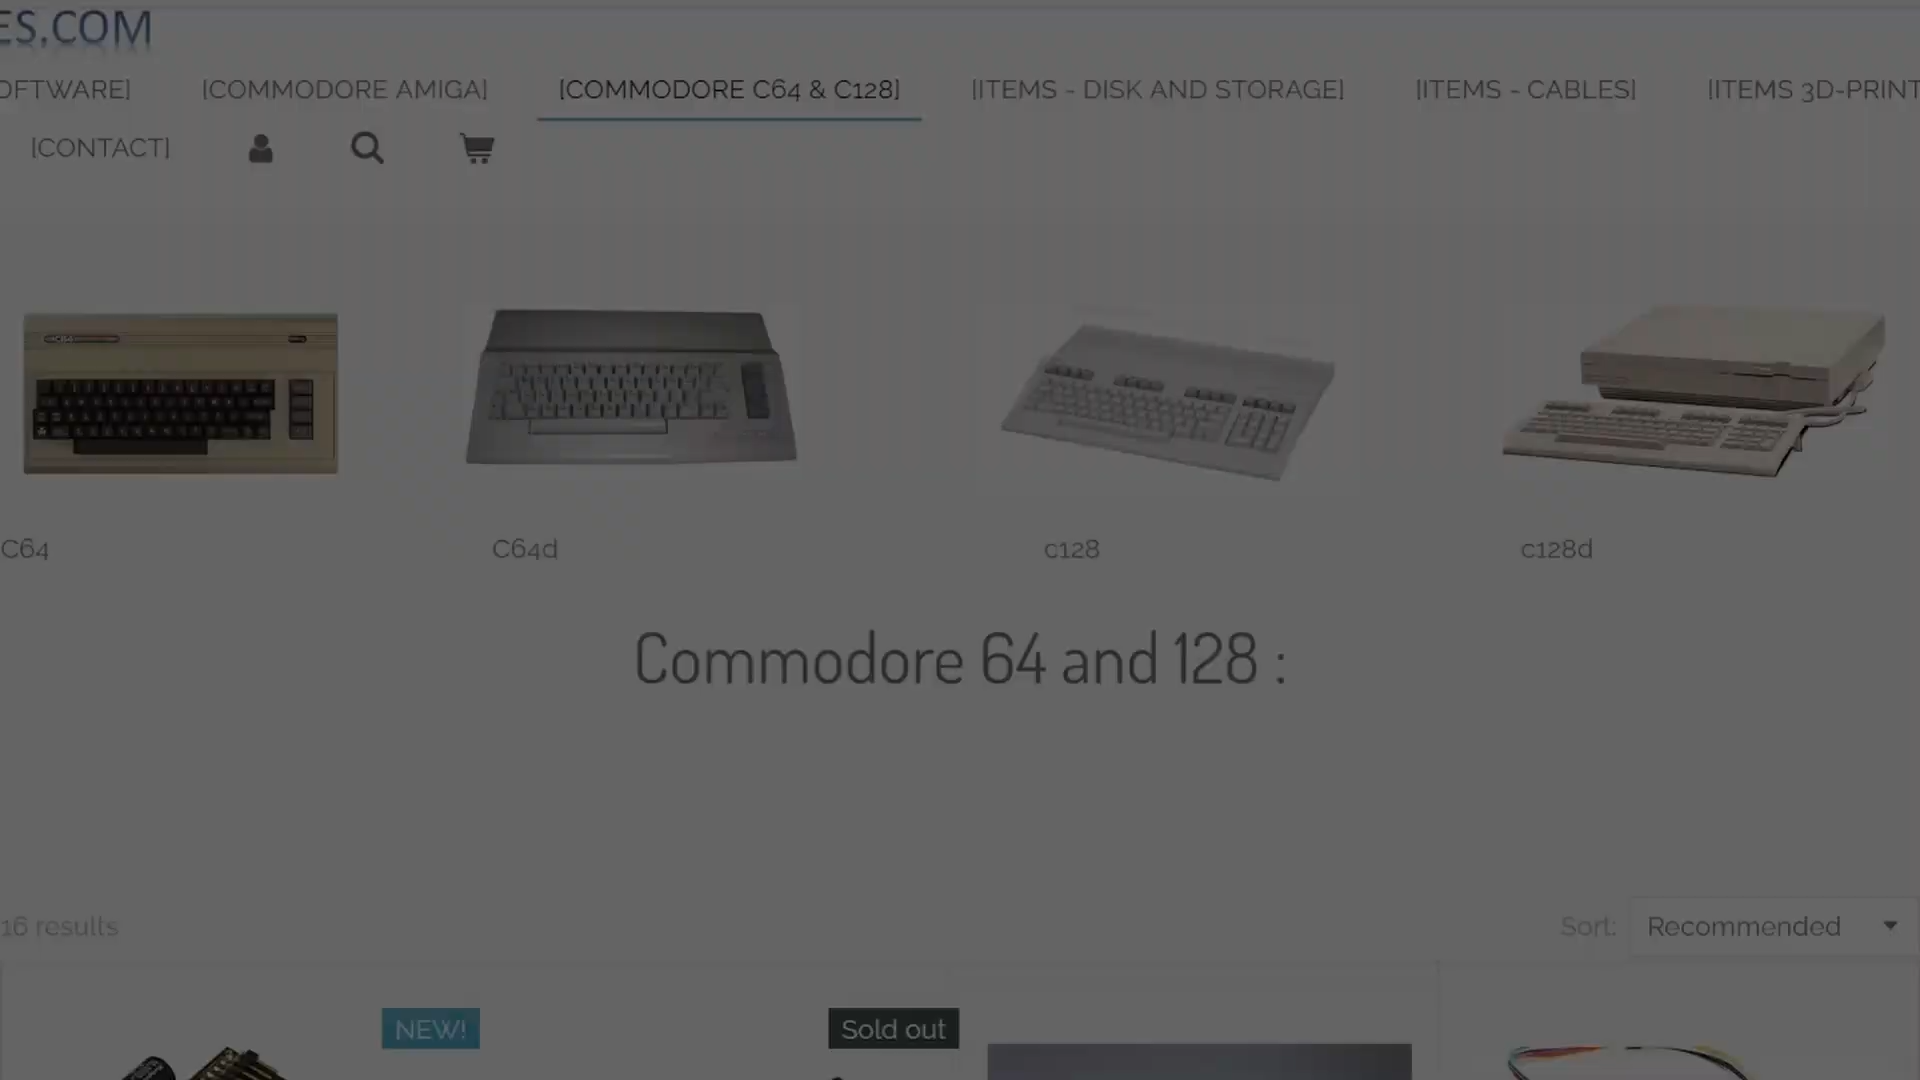 ES.COM
OFTWARE] [COMMODORE AMIGA] [COMMODORE C64 & C128] [ITEMS - DISK AND STORAGE] [ITEMS - CABLES] [ITEMS 3D-PRINT
[CONTACT]
C64 C64d c128 c128d
Commodore 64 and 128 :
16 results Sort: Recommended
NEW! Sold out